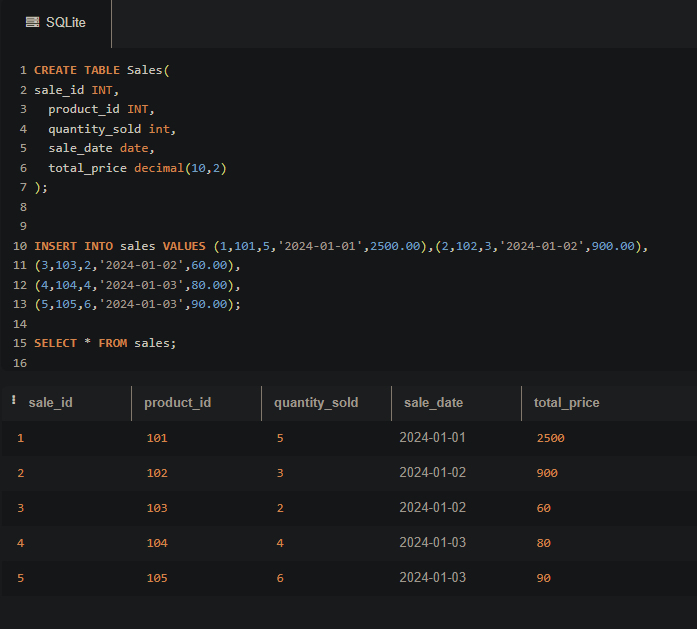 SQLite
1 CREATE TABLE Sales(
2 sale_id INT,
3   product_id INT,
4   quantity_sold int,
5   sale_date date,
6   total_price decimal(10,2)
7 );
8
9
10 INSERT INTO sales VALUES (1,101,5,'2024-01-01',2500.00),(2,102,3,'2024-01-02',900.00),
11 (3,103,2,'2024-01-02',60.00),
12 (4,104,4,'2024-01-03',80.00),
13 (5,105,6,'2024-01-03',90.00);
14
15 SELECT * FROM sales;
16
sale_id product_id quantity_sold sale_date total_price
1 101 5 2024-01-01 2500
2 102 3 2024-01-02 900
3 103 2 2024-01-02 60
4 104 4 2024-01-03 80
5 105 6 2024-01-03 90